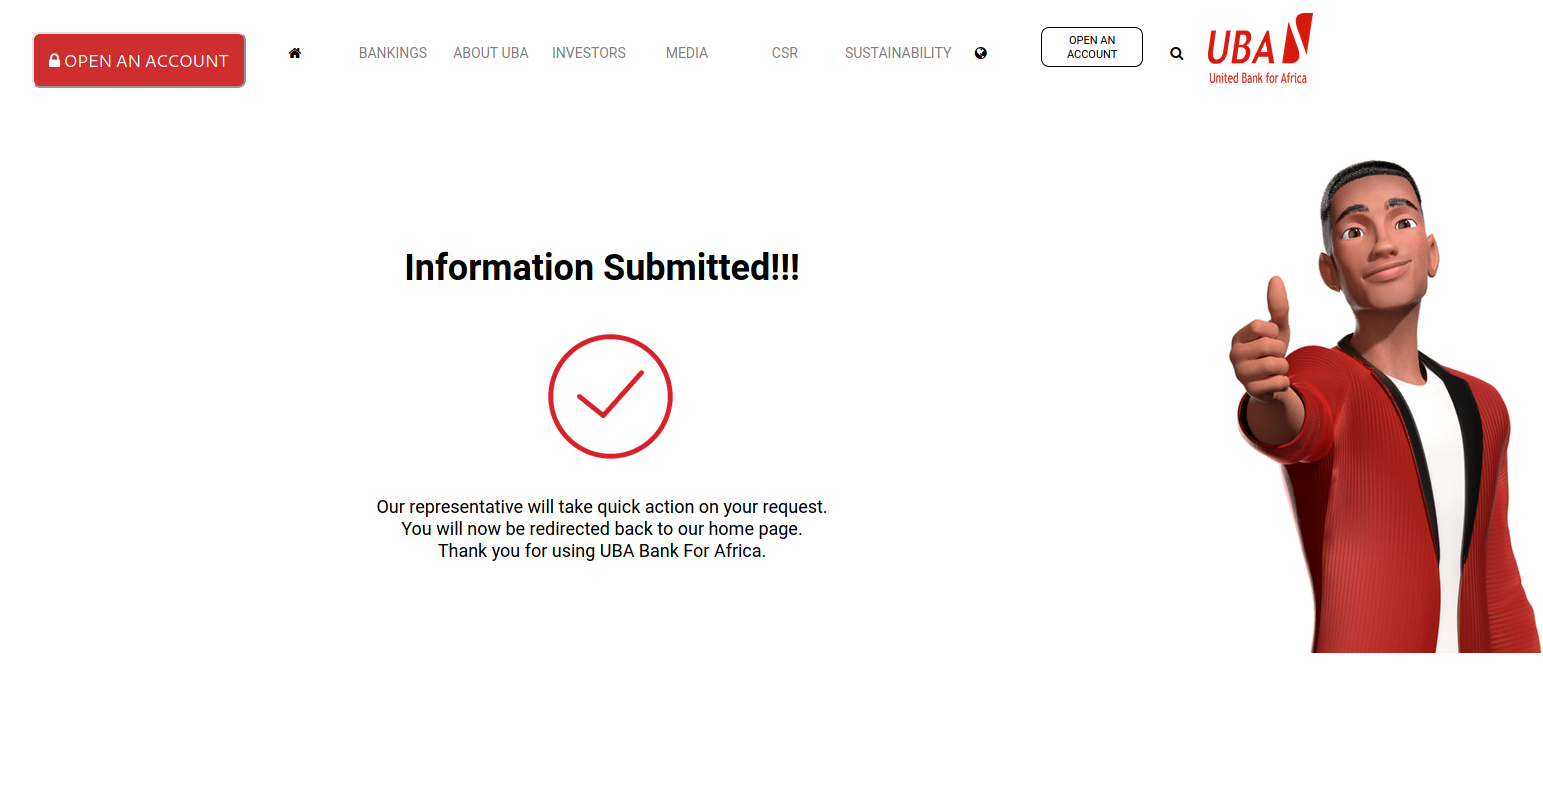 OPEN AN ACCOUNT
BANKINGS
ABOUT UBA
INVESTORS
MEDIA
CSR
SUSTAINABILITY
OPEN AN
ACCOUNT
UBA
United Bank for Africa
Information Submitted!!!
Our representative will take quick action on your request.
You will now be redirected back to our home page.
Thank you for using UBA Bank For Africa.